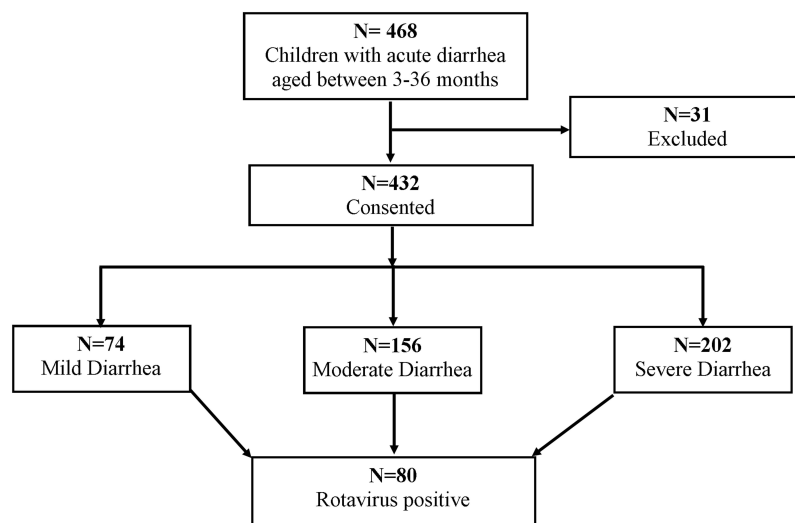 N= 468
Children with acute diarrhea
aged between 3-36 months
N=31
Excluded
N=432
Consented
N=74
Mild Diarrhea
N=156
Moderate Diarrhea
N=202
Severe Diarrhea
N=80
Rotavirus positive